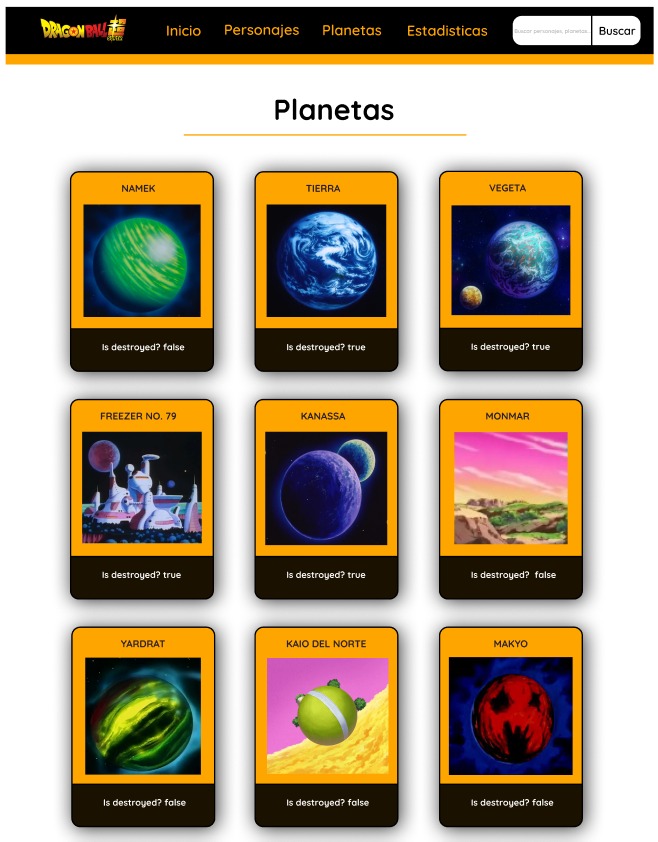 DRAGON BALL SUPER
Inicio Personajes Planetas Estadisticas Buscar personajes, planetas... Buscar
Planetas
NAMEK TIERRA VEGETA
Is destroyed? false Is destroyed? true Is destroyed? true
FREEZER NO. 79 KANASSA MONMAR
Is destroyed? true Is destroyed? true Is destroyed? false
YARDRAT KAIO DEL NORTE MAKYO
Is destroyed? false Is destroyed? false Is destroyed? false